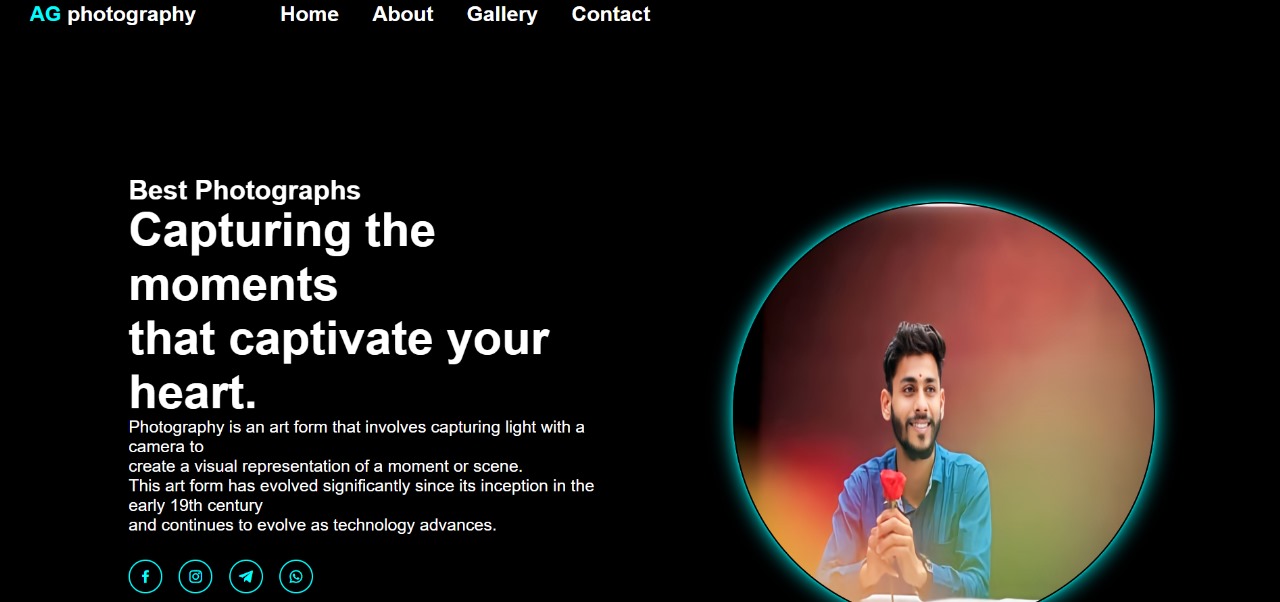 AG photography Home About Gallery Contact
Best Photographs
Capturing the
moments
that captivate your
heart.
Photography is an art form that involves capturing light with a
camera to
create a visual representation of a moment or scene.
This art form has evolved significantly since its inception in the
early 19th century
and continues to evolve as technology advances.